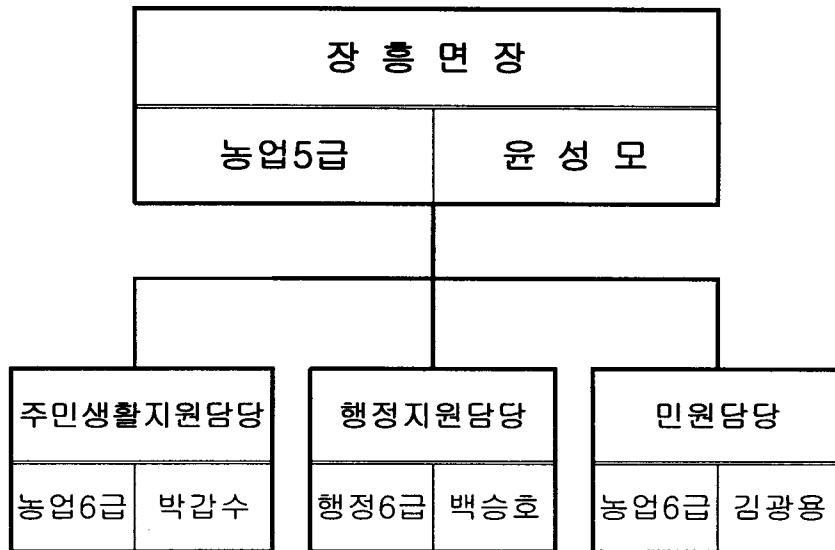 장 흥 면 장
농업5급 윤 성 모
주민생활지원담당 행정지원담당 민원담당
농업6급 박갑수 행정6급 백승호 농업6급 김광용